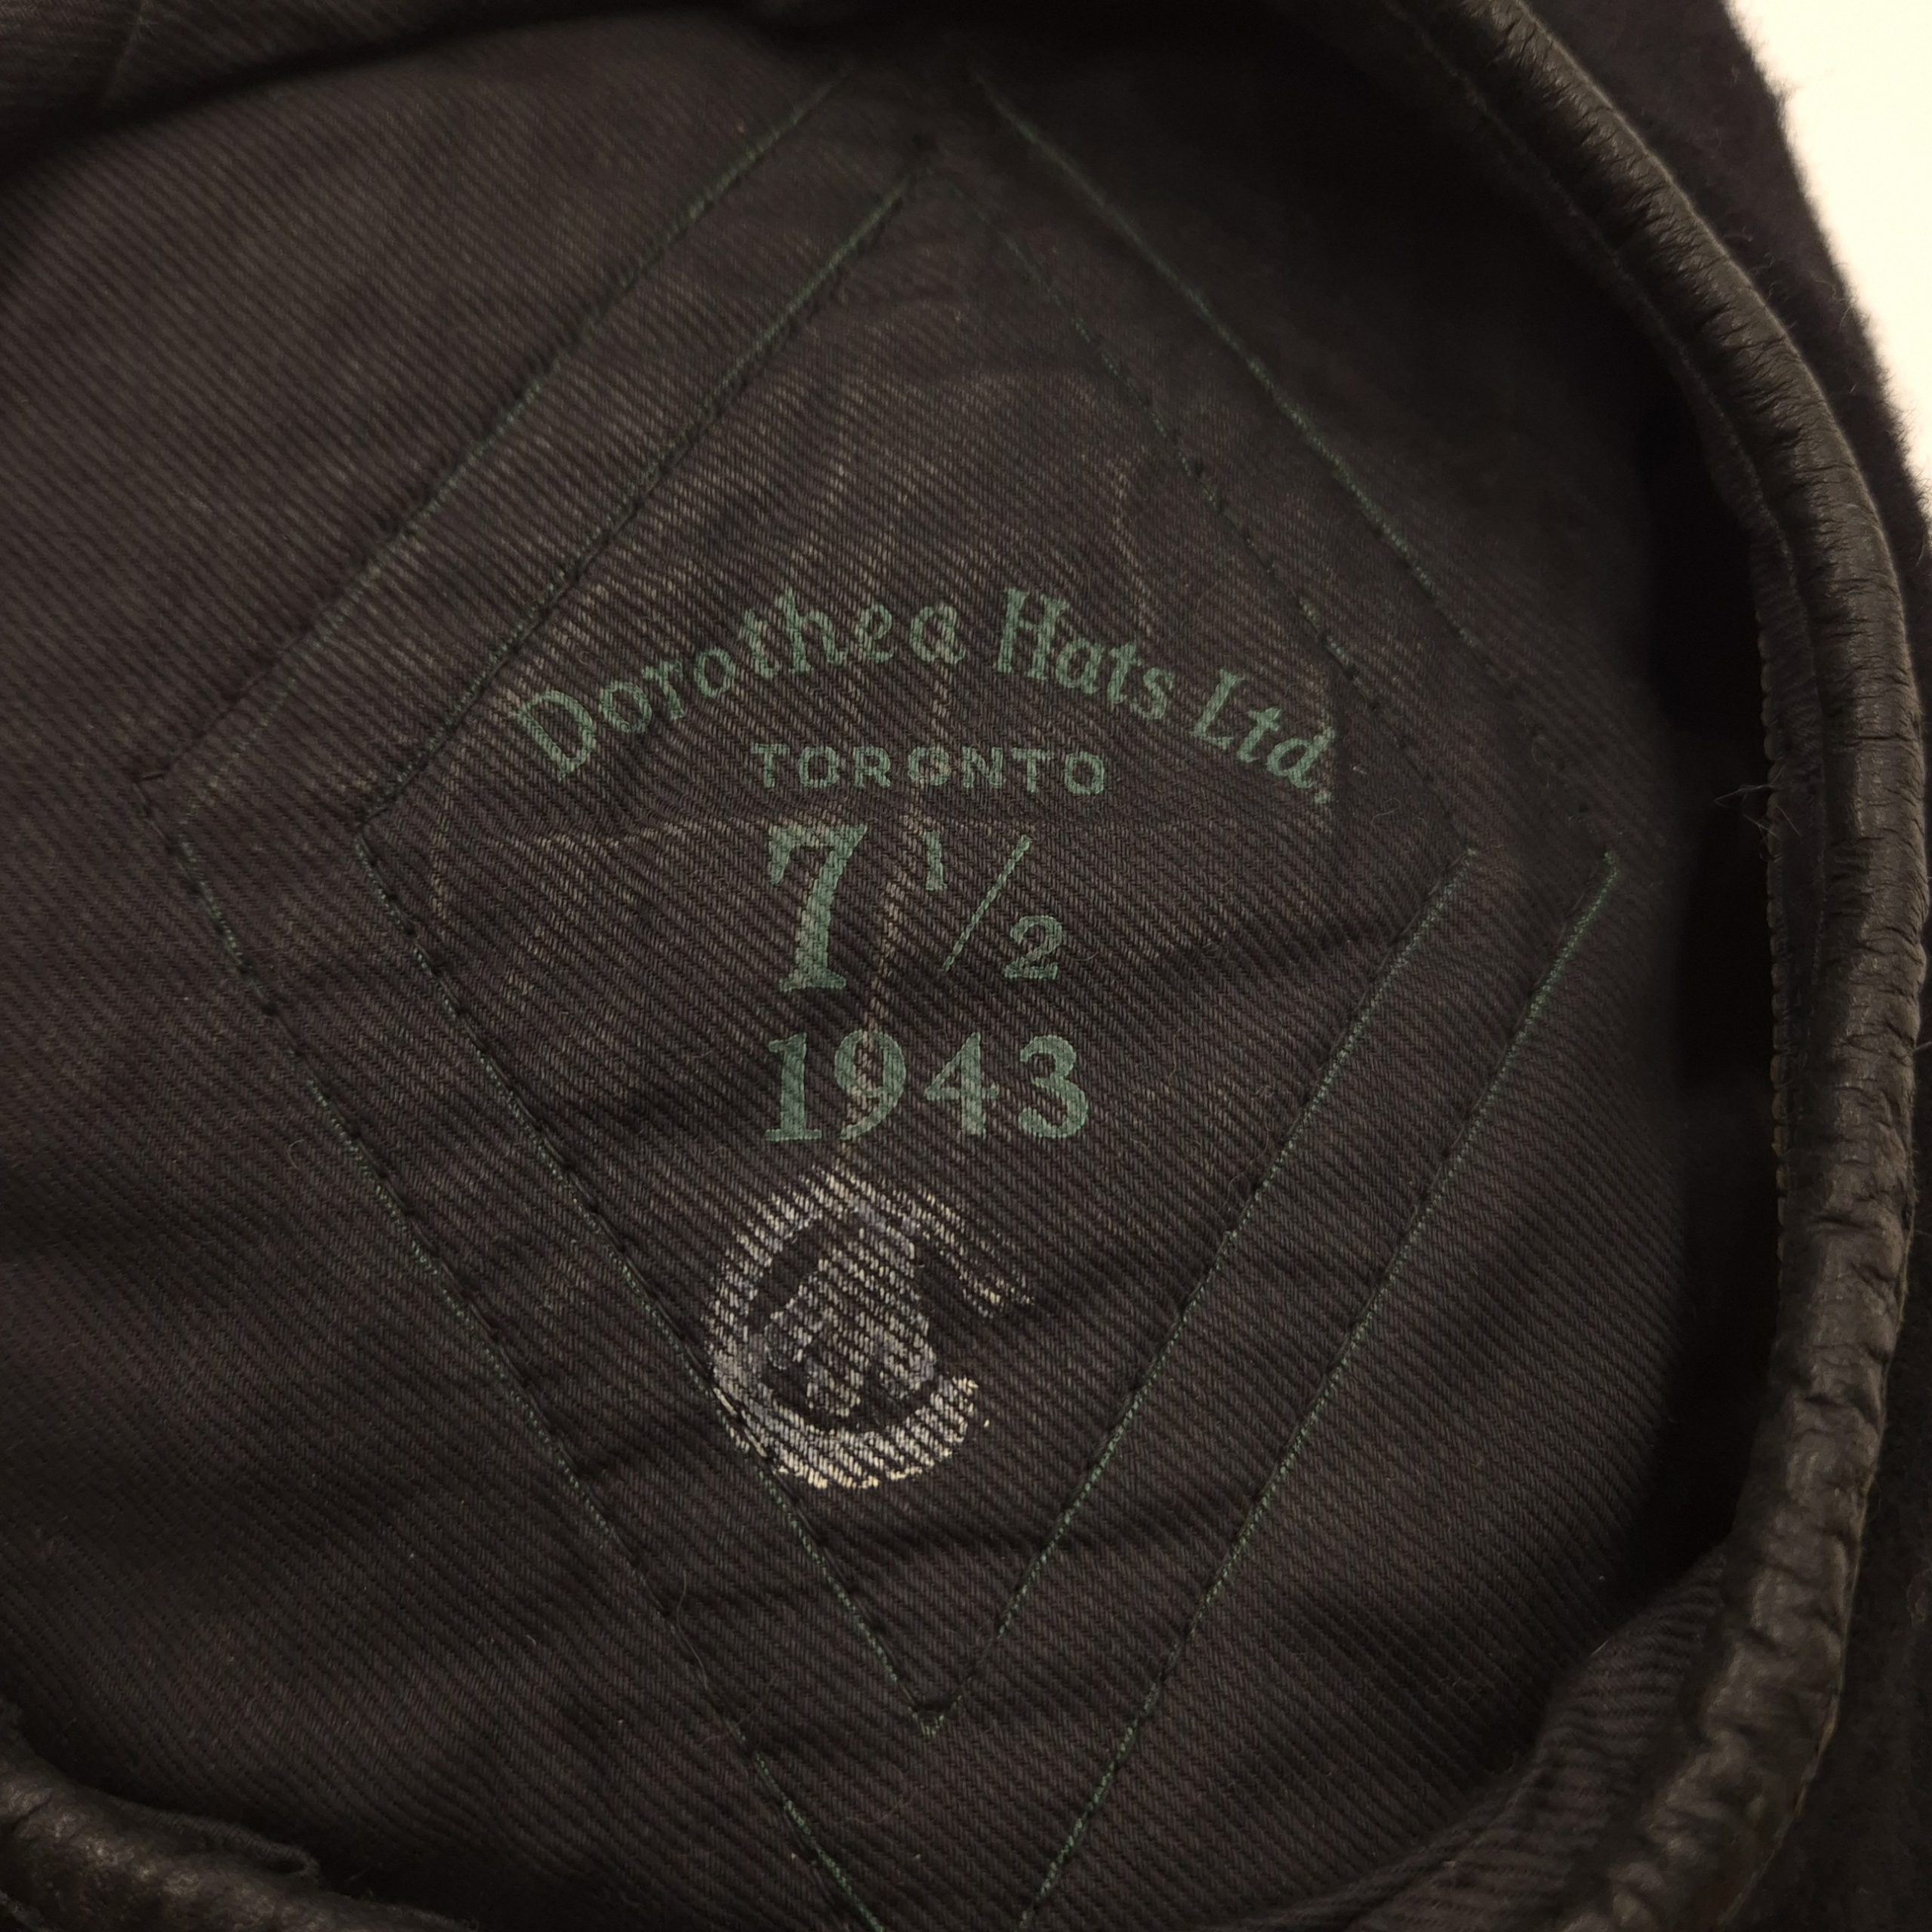 Dorothea Hats Ltd.
TORONTO
7 1/2
1943